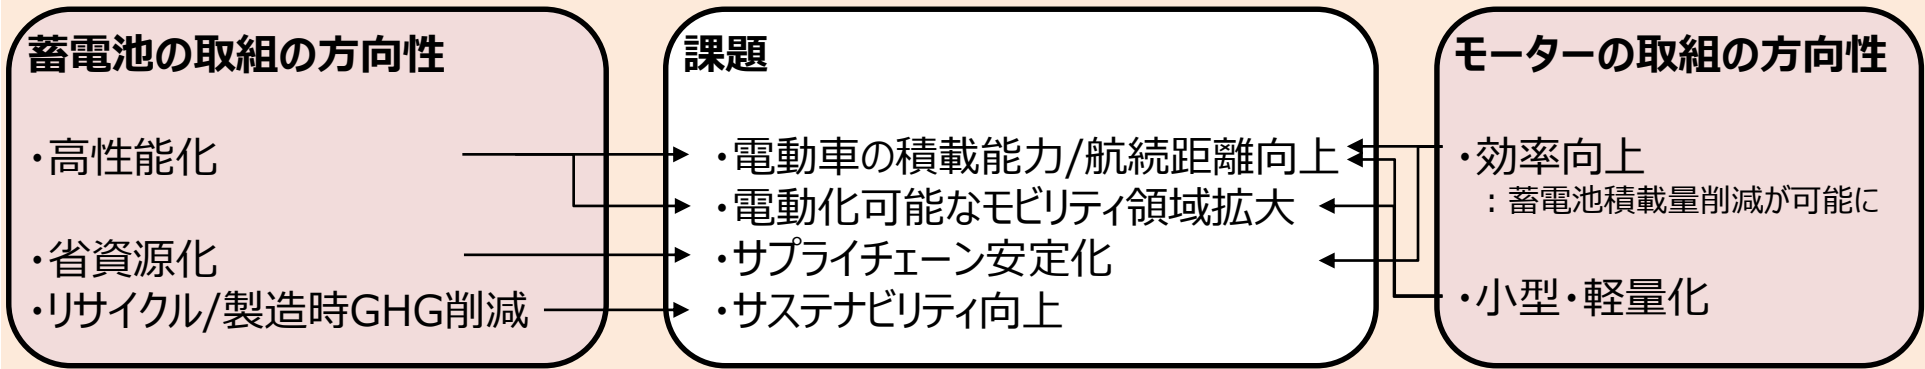 蓄電池の取組の方向性
・高性能化
・省資源化
・リサイクル/製造時GHG削減
課題
・電動車の積載能力/航続距離向上
・電動化可能なモビリティ領域拡大
・サプライチェーン安定化
・サステナビリティ向上
モーターの取組の方向性
・効率向上
：蓄電池積載量削減が可能に
・小型・軽量化